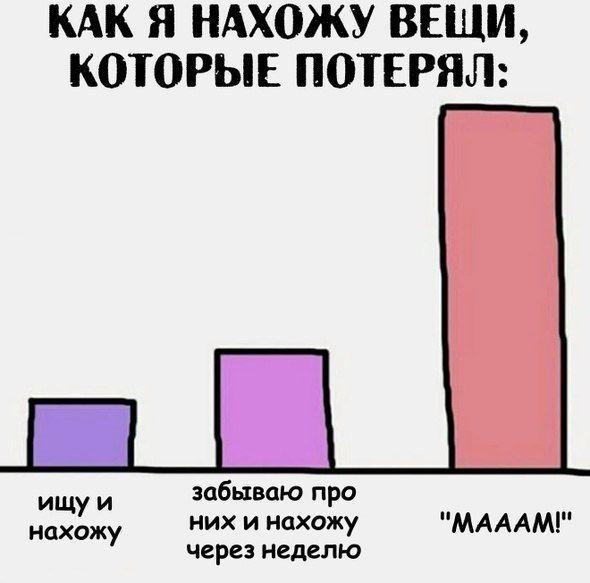 КАК Я НАХОЖУ ВЕЩИ,
КОТОРЫЕ ПОТЕРЯЛ:
ищу и
нахожу
забываю про
них и нахожу
через неделю
"МАААМ!"